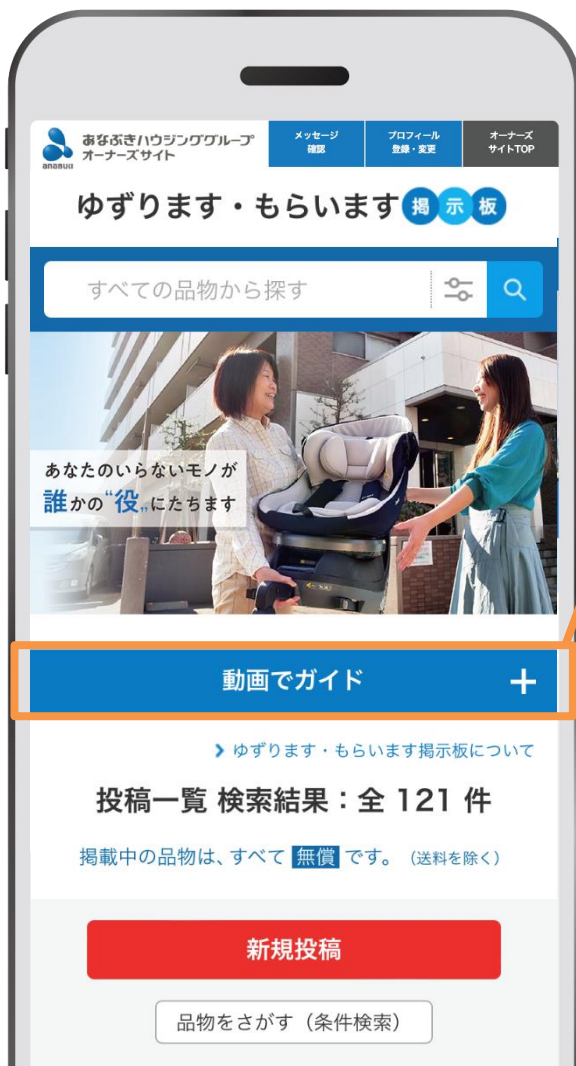 anabuki
あなぶきハウジンググループ
オーナーズサイト
メッセージ
確認
プロフィール
登録・変更
オーナーズ
サイトTOP
ゆずります・もらいます掲示板
すべての品物から探す
あなたのいらないモノが
誰かの“役„にたちます
動画でガイド +
ゆずります・もらいます掲示板について
投稿一覧 検索結果：全 121 件
掲載中の品物は、すべて 無償 です。（送料を除く）
新規投稿
品物をさがす（条件検索）